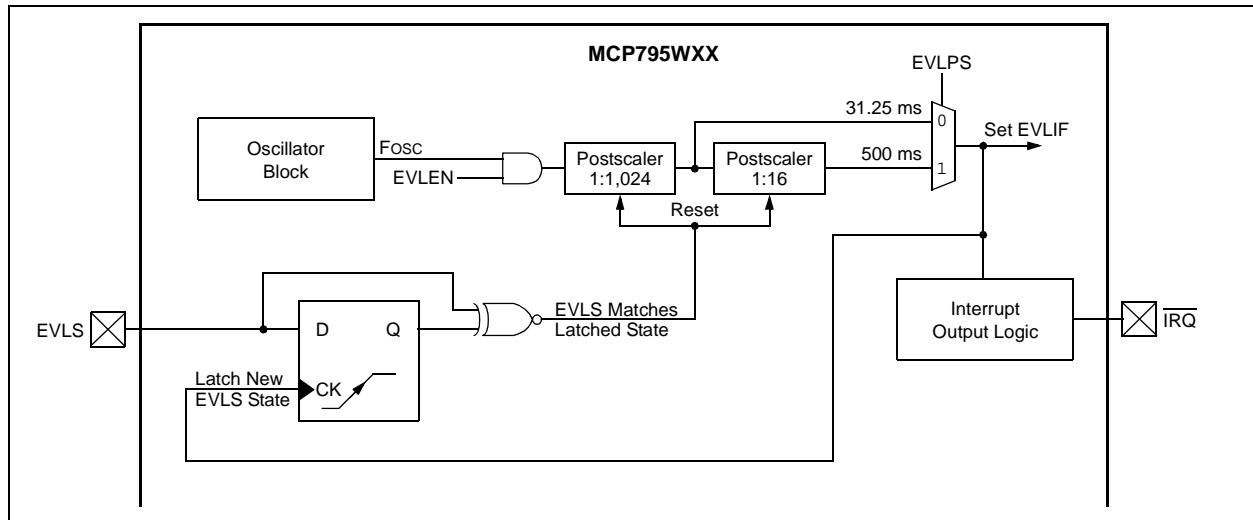 MCP795WXX
EVLPS
31.25 ms
0
Set EVLIF
Oscillator
Block
FOSC
EVLEN
Postscaler
1:1,024
Postscaler
1:16
500 ms
1
Reset
EVLS
D
Q
EVLS Matches
Latched State
Interrupt
Output Logic
IRQ
Latch New
EVLS State
CK